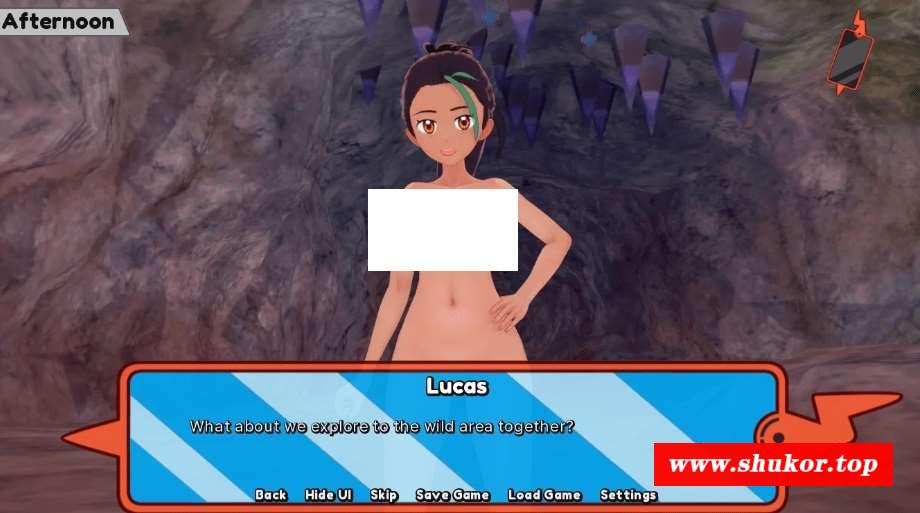 Afternoon
Lucas
What about we explore to the wild area together?
www.shukor.top
Back Hide UI Skip Save Game Load Game Settings